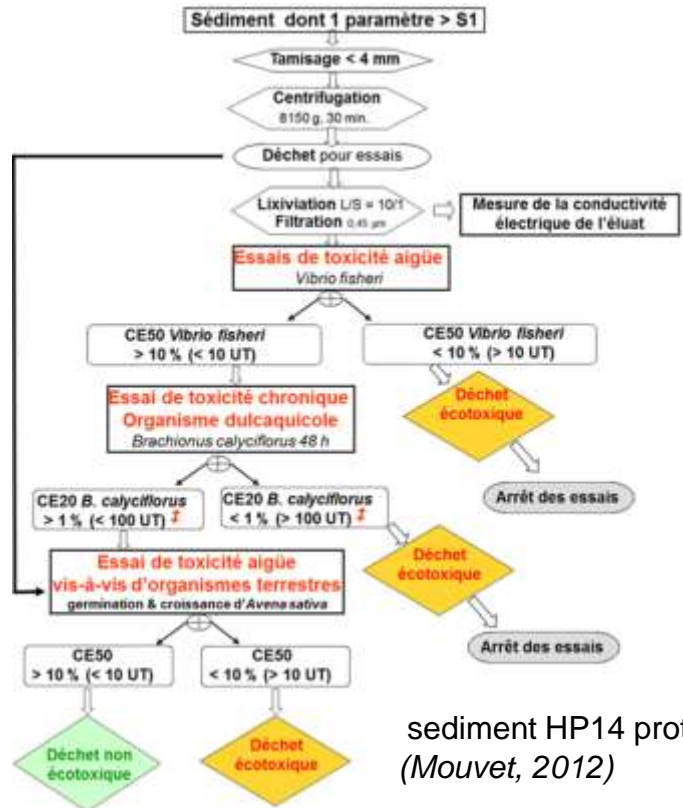 Sédiment dont 1 paramètre > S1
Tamisage < 4 mm
Centrifugation
8150 g, 30 min.
Déchet pour essais
Lixiviation L/S = 10/1
Filtration 0,45 µm
Mesure de la conductivité
électrique de l'éluat
Essais de toxicité aigüe
Vibrio fisheri
CE50 Vibrio fisheri
> 10 % (< 10 UT)
CE50 Vibrio fisheri
< 10% (> 10 UT)
Déchet
écotoxique
Arrêt des essais
Essai de toxicité chronique
Organisme dulcaquicole
Brachionus calyciflorus 48 h
CE20 B. calyciflorus
> 1 % (< 100 UT)
CE20 B. calyciflorus
< 1% (> 100 UT)
Déchet
écotoxique
Arrêt des essais
Essai de toxicité aigüe
vis-à-vis d'organismes terrestres
germination & croissance d'Avena sativa
CE50
> 10 % (< 10 UT)
CE50
< 10% (> 10 UT)
Déchet non
écotoxique
Déchet
écotoxique
sediment HP14 prot
(Mouvet, 2012)